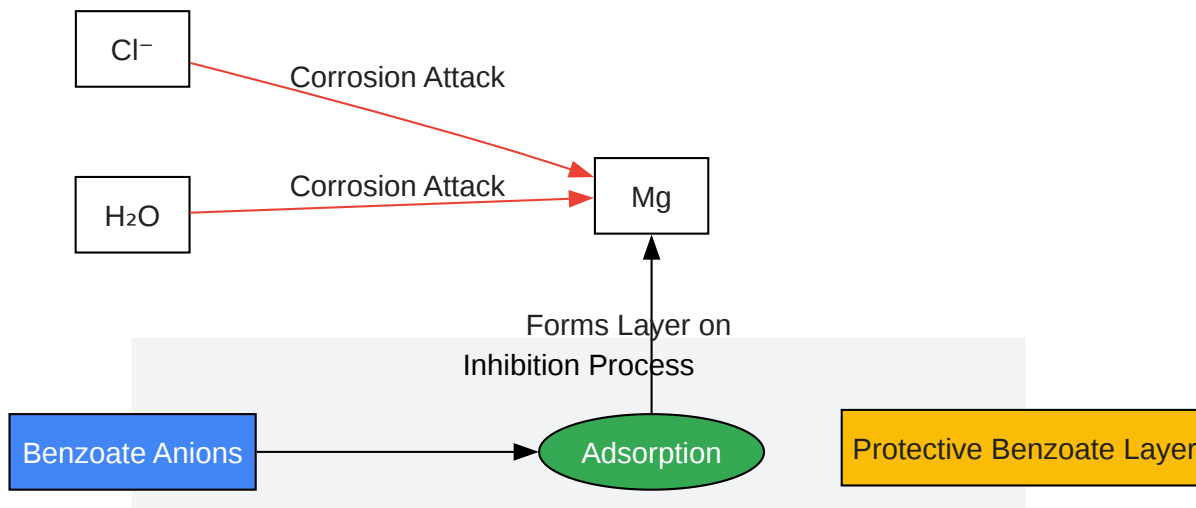 Cl⁻
Corrosion Attack
H₂O
Corrosion Attack
Mg
Forms Layer on
Inhibition Process
Benzoate Anions
Adsorption
Protective Benzoate Layer